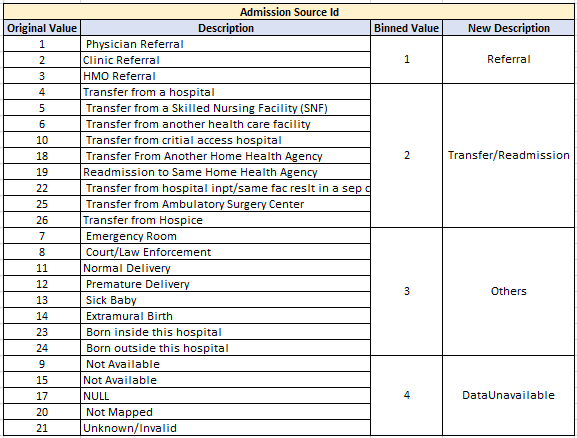 Admission Source Id
Original Value Description Binned Value New Description
1 Physician Referral
2 Clinic Referral
3 HMO Referral
1 Referral
4 Transfer from a hospital
5 Transfer from a Skilled Nursing Facility (SNF)
6 Transfer from another health care facility
10 Transfer from critial access hospital
18 Transfer From Another Home Health Agency
19 Readmission to Same Home Health Agency
22 Transfer from hospital inpt/same fac reslt in a sep c
25 Transfer from Ambulatory Surgery Center
26 Transfer from Hospice
2 Transfer/Readmission
7 Emergency Room
8 Court/Law Enforcement
11 Normal Delivery
12 Premature Delivery
13 Sick Baby
14 Extramural Birth
23 Born inside this hospital
24 Born outside this hospital
3 Others
9 Not Available
15 Not Available
17 NULL
20 Not Mapped
21 Unknown/Invalid
4 DataUnavailable